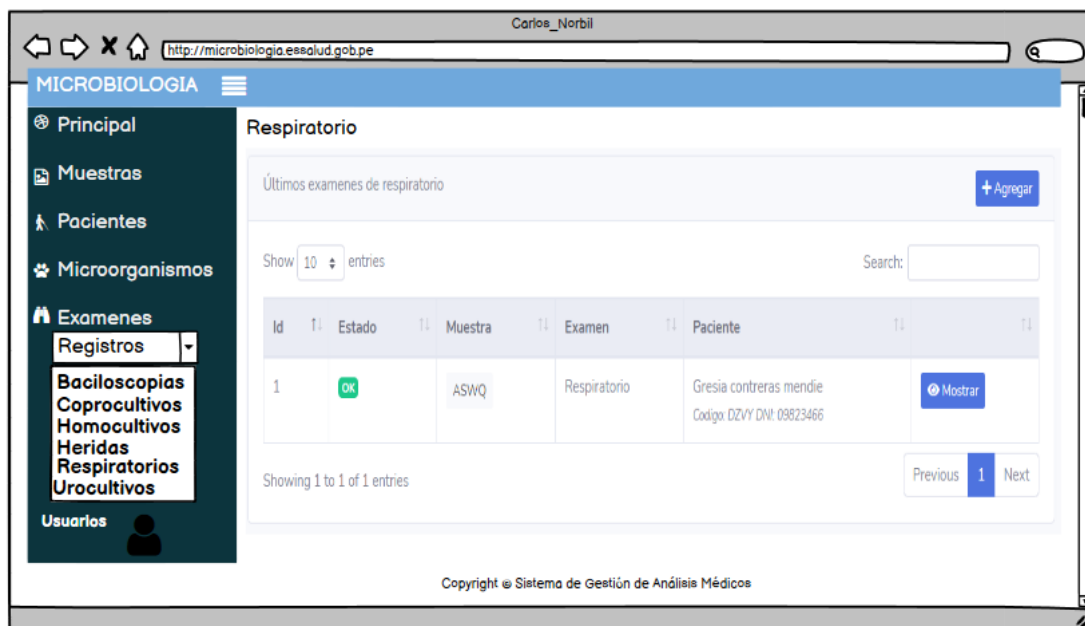 Carlos_Norbil
http://microbiologia.essalud.gob.pe
MICROBIOLOGIA
Principal
Muestras
Pacientes
Microorganismos
Examenes
Registros
Baciloscopias
Coprocultivos
Homocultivos
Heridas
Respiratorios
Urocultivos
Usuarios
Respiratorio
Últimos examenes de respiratorio
+ Agregar
Show 10 entries
Search:
Id Estado Muestra Examen Paciente
1 OK ASWQ Respiratorio Gresia contreras mendie Mostrar
Codigo: DZVY DNI: 09823466
Showing 1 to 1 of 1 entries
Previous 1 Next
Copyright @ Sistema de Gestión de Análisis Médicos